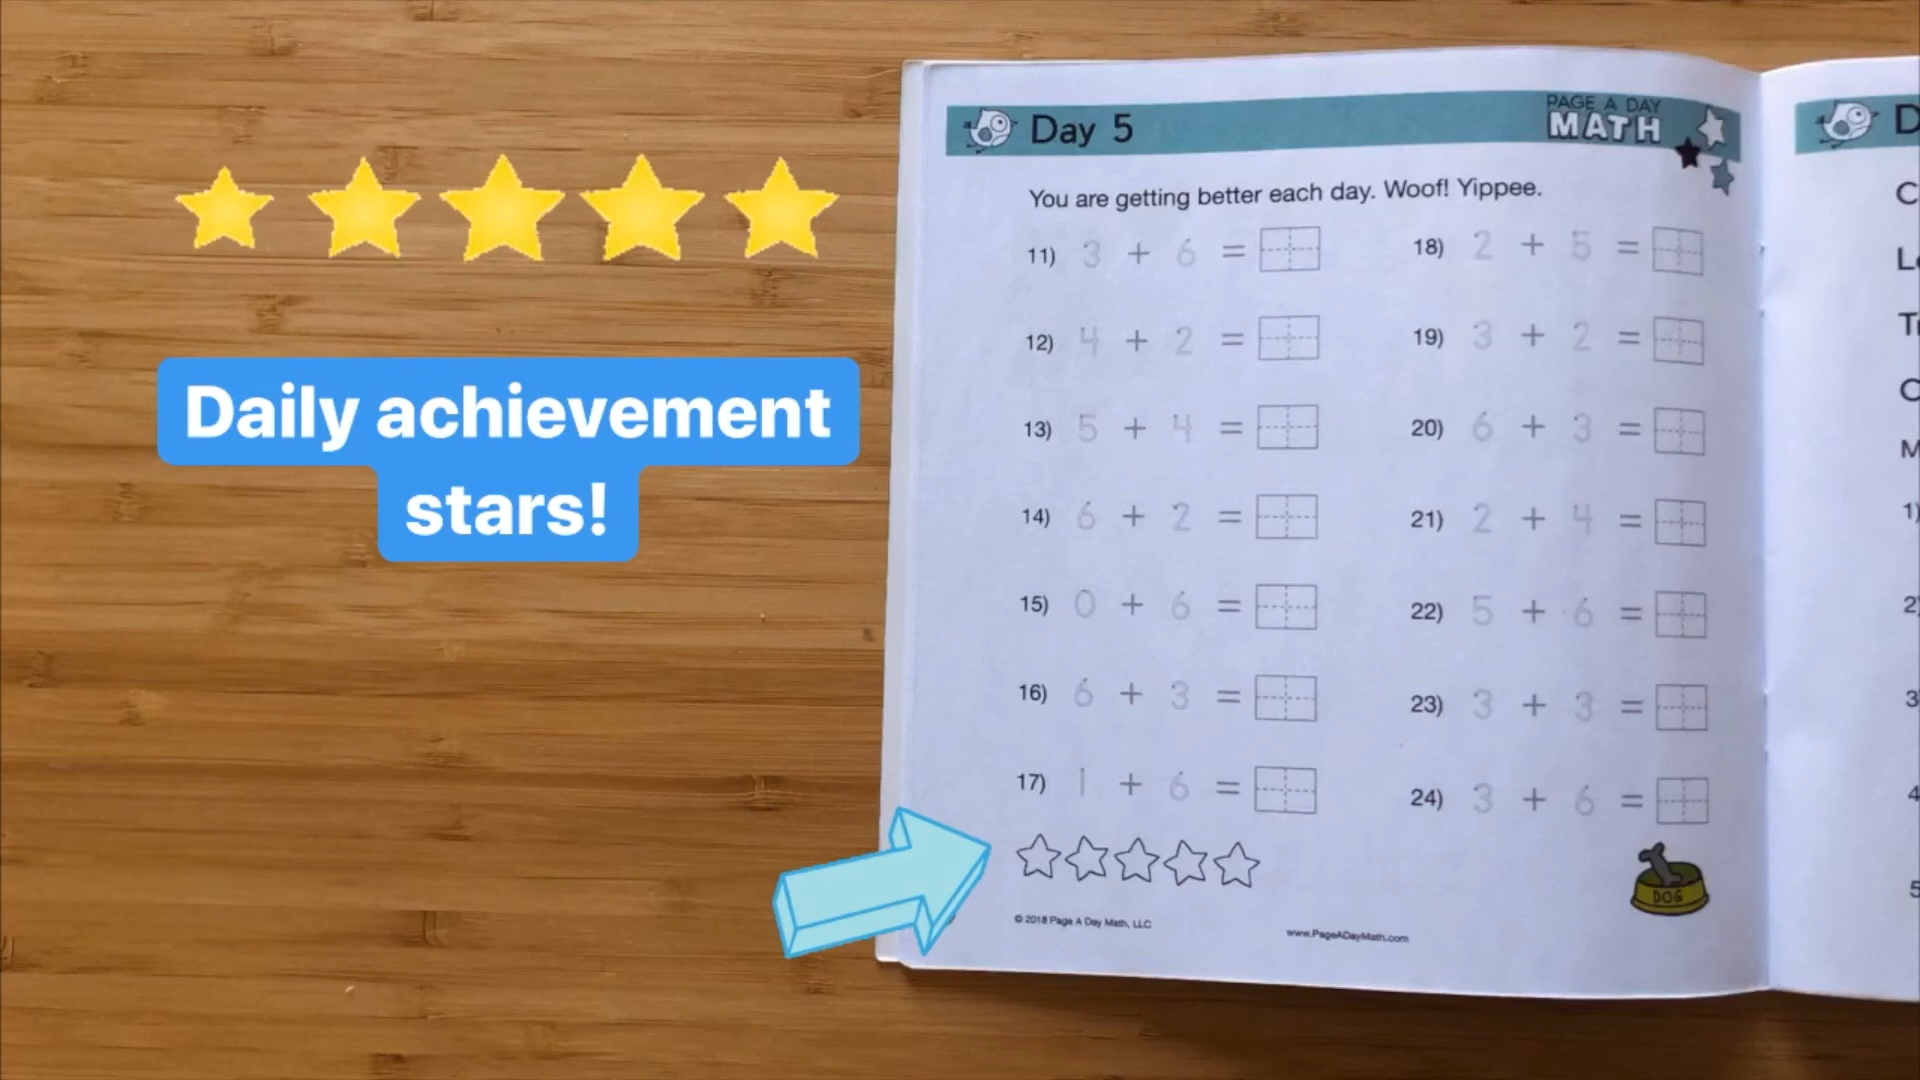 Daily achievement
stars!
Day 5
PAGE A DAY
MATH
You are getting better each day. Woof! Yippee.
11) 3 + 6 =
12) 4 + 2 =
13) 5 + 4 =
14) 6 + 2 =
15) 0 + 6 =
16) 6 + 3 =
17) 1 + 6 =
18) 2 + 5 =
19) 3 + 2 =
20) 6 + 3 =
21) 2 + 4 =
22) 5 + 6 =
23) 3 + 3 =
24) 3 + 6 =
DOG
© 2018 Page A Day Math, LLC
www.PageADayMath.com
1)
2)